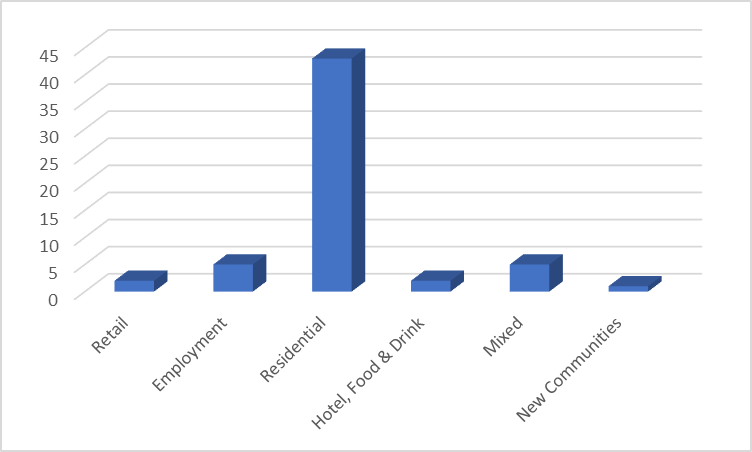 45
40
35
30
25
20
15
10
5
0
Retail
Employment
Residential
Hotel, Food & Drink
Mixed
New Communities